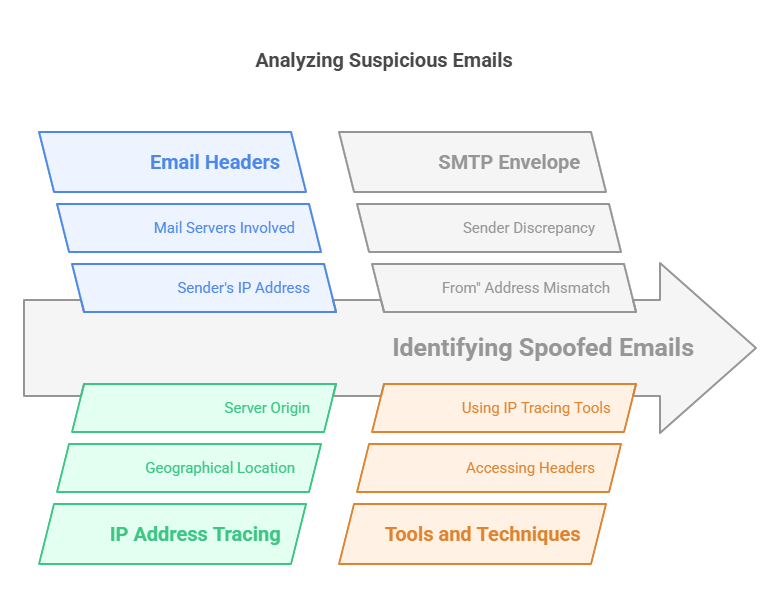 Analyzing Suspicious Emails
Email Headers
Mail Servers Involved
Sender's IP Address
SMTP Envelope
Sender Discrepancy
From" Address Mismatch
Identifying Spoofed Emails
Server Origin
Geographical Location
IP Address Tracing
Using IP Tracing Tools
Accessing Headers
Tools and Techniques